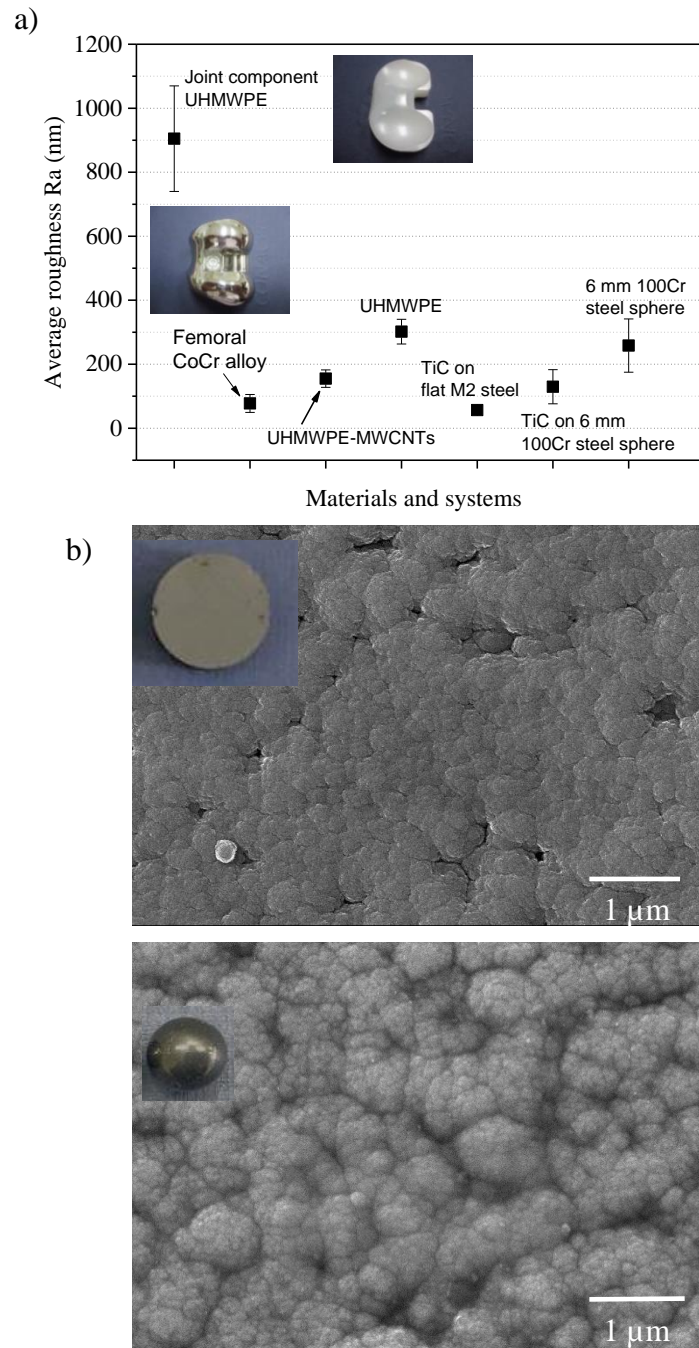 a)
1200
1000
800
600
400
200
0
Average roughness Ra (nm)
Joint component
UHMWPE
Femoral
CoCr alloy
UHMWPE-MWCNTs
UHMWPE
TiC on
flat M2 steel
TiC on 6 mm
100Cr steel sphere
6 mm 100Cr
steel sphere
Materials and systems
b)
1 µm
1 µm